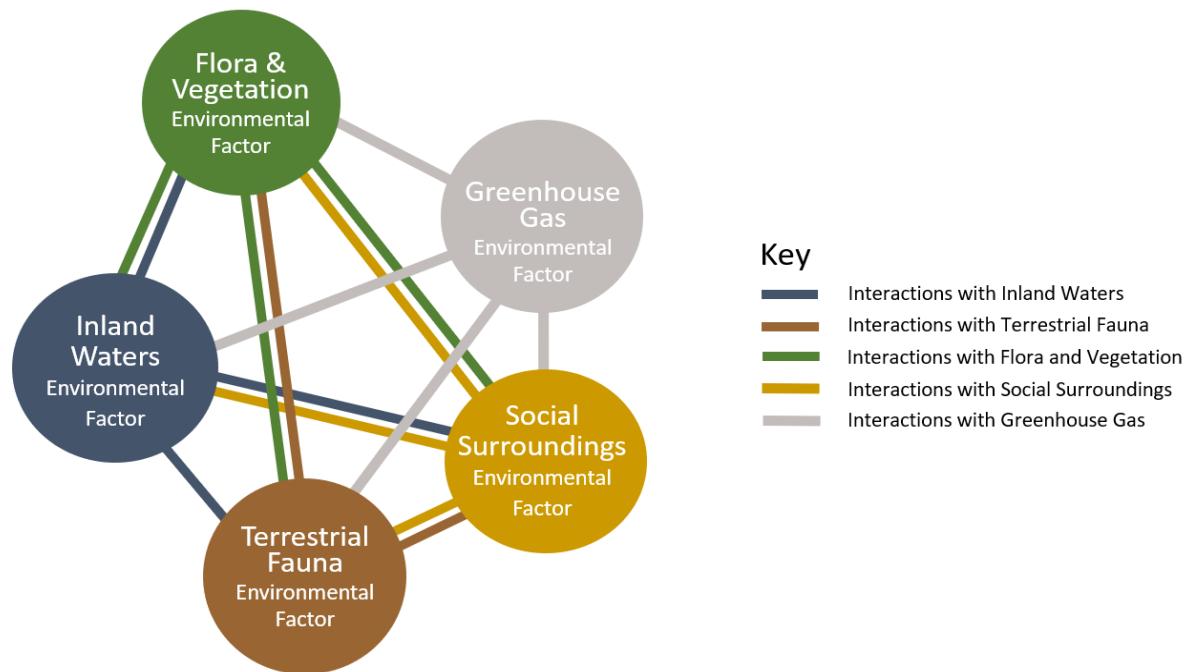 Flora &
Vegetation
Environmental
Factor
Greenhouse
Gas
Environmental
Factor
Inland
Waters
Environmental
Factor
Social
Surroundings
Environmental
Factor
Terrestrial
Fauna
Environmental
Factor
Key
Interactions with Inland Waters
Interactions with Terrestrial Fauna
Interactions with Flora and Vegetation
Interactions with Social Surroundings
Interactions with Greenhouse Gas